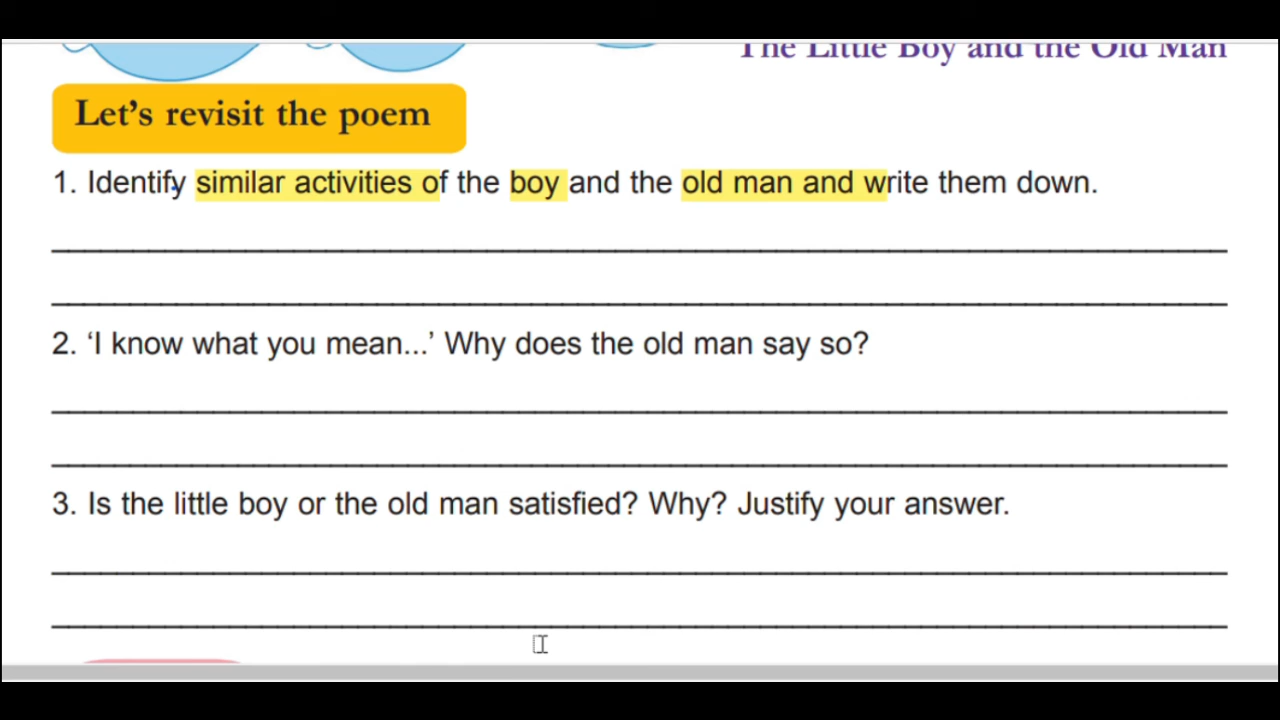 The Little Boy and the Old Man
Let's revisit the poem
1. Identify similar activities of the boy and the old man and write them down.
2. ‘I know what you mean...’ Why does the old man say so?
3. Is the little boy or the old man satisfied? Why? Justify your answer.